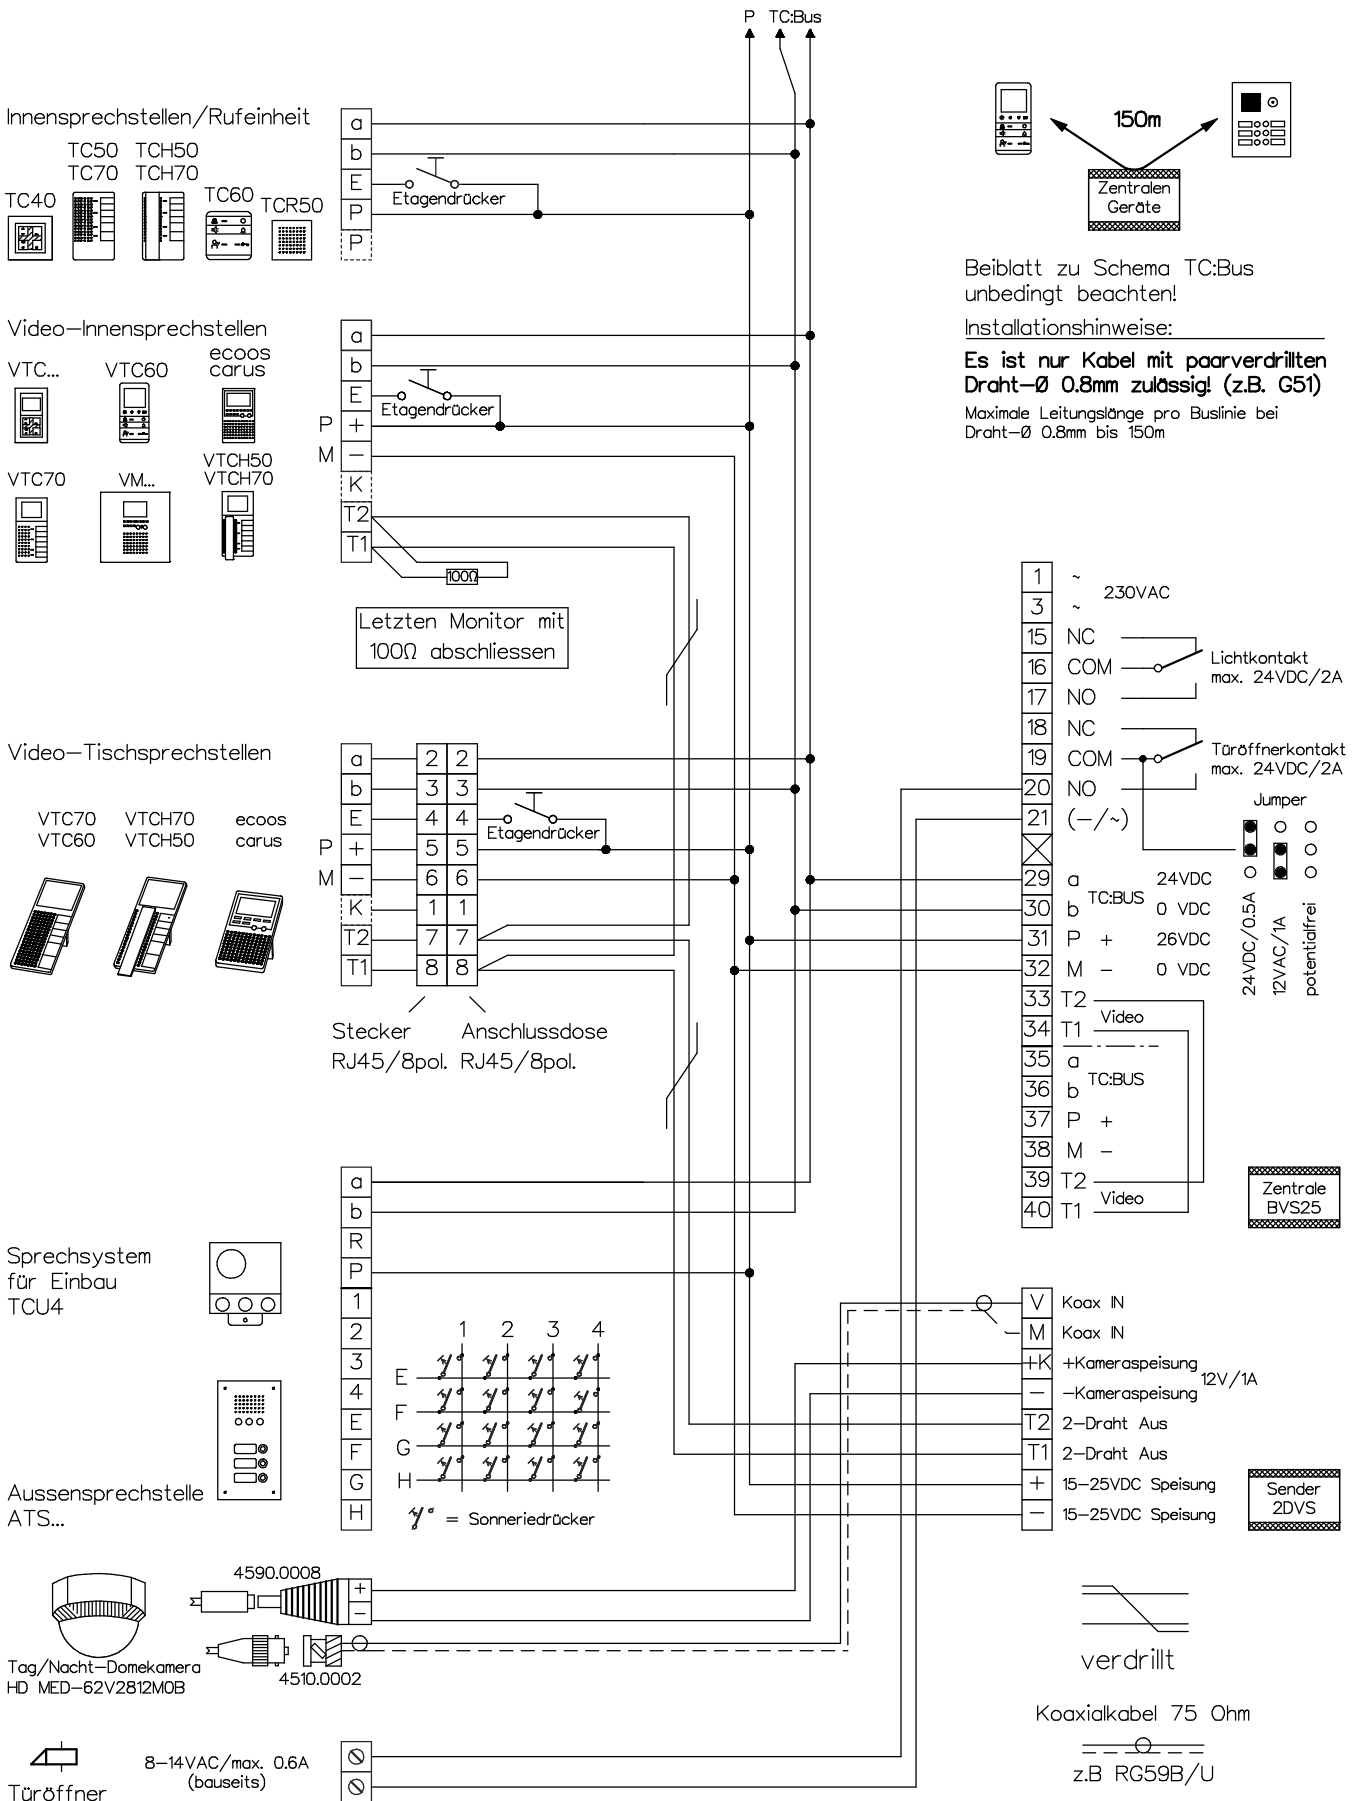 P TC:Bus
Innensprechstellen/Rufeinheit
TC50 TCH50
TC70 TCH70
TC40 TC60 TCR50
a
b
E
P
P
Etagendrücker
150m
Zentralen
Geräte
Beiblatt zu Schema TC:Bus
unbedingt beachten!
Installationshinweise:
Es ist nur Kabel mit paarverdrillten
Draht-Ø 0.8mm zulässig! (z.B. G51)
Maximale Leitungslänge pro Buslinie bei
Draht-Ø 0.8mm bis 150m
Video-Innensprechstellen
VTC... VTC60 ecoos
carus
VTC70 VM... VTCH50
VTCH70
a
b
E
P +
M -
K
T2
T1
Etagendrücker
100Ω
Letzten Monitor mit
100Ω abschliessen
Video-Tischsprechstellen
VTC70 VTCH70 ecoos
VTC60 VTCH50 carus
a 2 2
b 3 3
E 4 4
P + 5 5
M - 6 6
K 1 1
T2 7 7
T1 8 8
Etagendrücker
Stecker Anschlussdose
RJ45/8pol. RJ45/8pol.
1 ~
230VAC
3 ~
15 NC
16 COM
17 NO
Lichtkontakt
max. 24VDC/2A
18 NC
19 COM
20 NO
21 (-/~)
Türöffnerkontakt
max. 24VDC/2A
Jumper
24VDC/0.5A
12VAC/1A
potentialfrei
29 a 24VDC
TC:BUS
30 b 0 VDC
31 P + 26VDC
32 M - 0 VDC
33 T2
Video
34 T1
35 a
TC:BUS
36 b
37 P +
38 M -
39 T2
Video
40 T1
Zentrale
BVS25
Sprechsystem
für Einbau
TCU4
Aussensprechstelle
ATS...
a
b
R
P
1
2
3
4
E
F
G
H
1 2 3 4
E
F
G
H
= Sonneriedrücker
V Koax IN
M Koax IN
+K +Kameraspeisung
12V/1A
- -Kameraspeisung
T2 2-Draht Aus
T1 2-Draht Aus
+ 15-25VDC Speisung
- 15-25VDC Speisung
Sender
2DVS
4590.0008
+
-
4510.0002
Tag/Nacht-Domekamera
HD MED-62V2812M0B
verdrillt
Koaxialkabel 75 Ohm
z.B RG59B/U
Türöffner
8-14VAC/max. 0.6A
(bauseits)